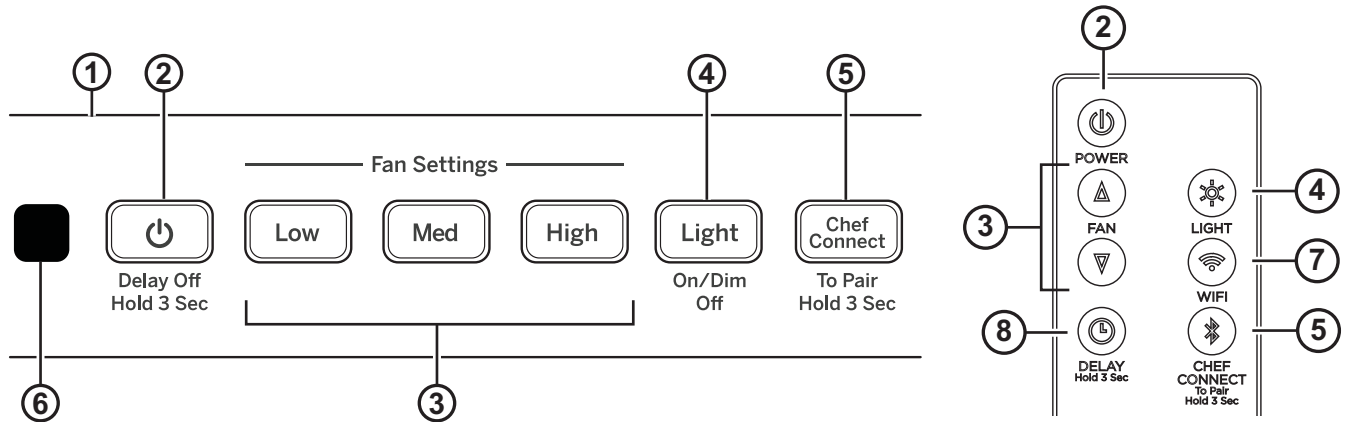 1 2 4 5
Fan Settings
Low Med High Light Chef
Connect
Delay Off
Hold 3 Sec
On/Dim
Off
To Pair
Hold 3 Sec
6 3
2
POWER
3
FAN
LIGHT
4
WIFI
7
8
DELAY
Hold 3 Sec
CHEF
CONNECT
To Pair
Hold 3 Sec
5